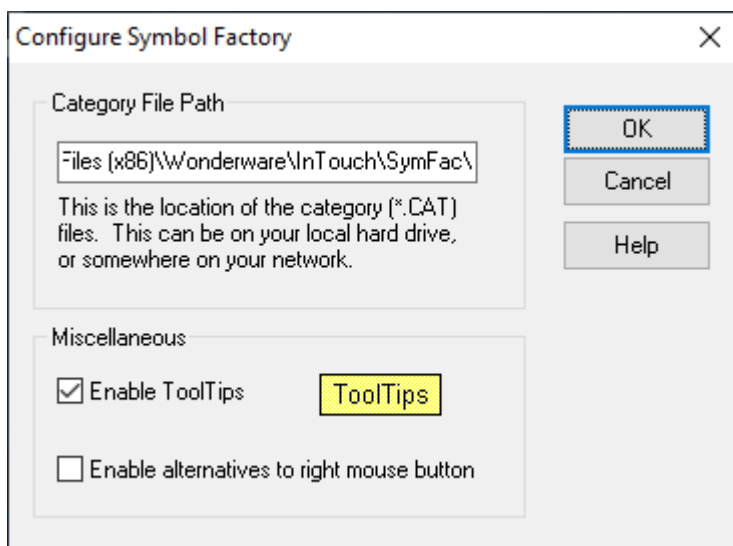 Configure Symbol Factory
Category File Path
Files (x86)\Wonderware\InTouch\SymFac\
This is the location of the category (*.CAT)
files.  This can be on your local hard drive,
or somewhere on your network.
OK
Cancel
Help
Miscellaneous
Enable ToolTips
ToolTips
Enable alternatives to right mouse button